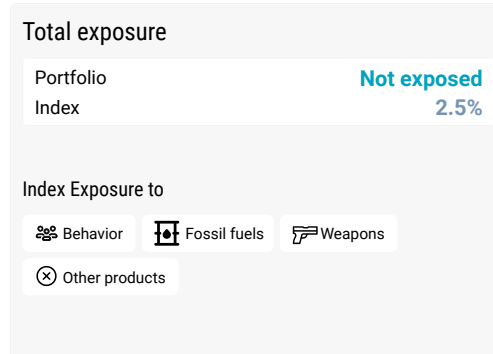 Total exposure
Portfolio Not exposed
Index 2.5%
Index Exposure to
Behavior Fossil fuels Weapons
Other products